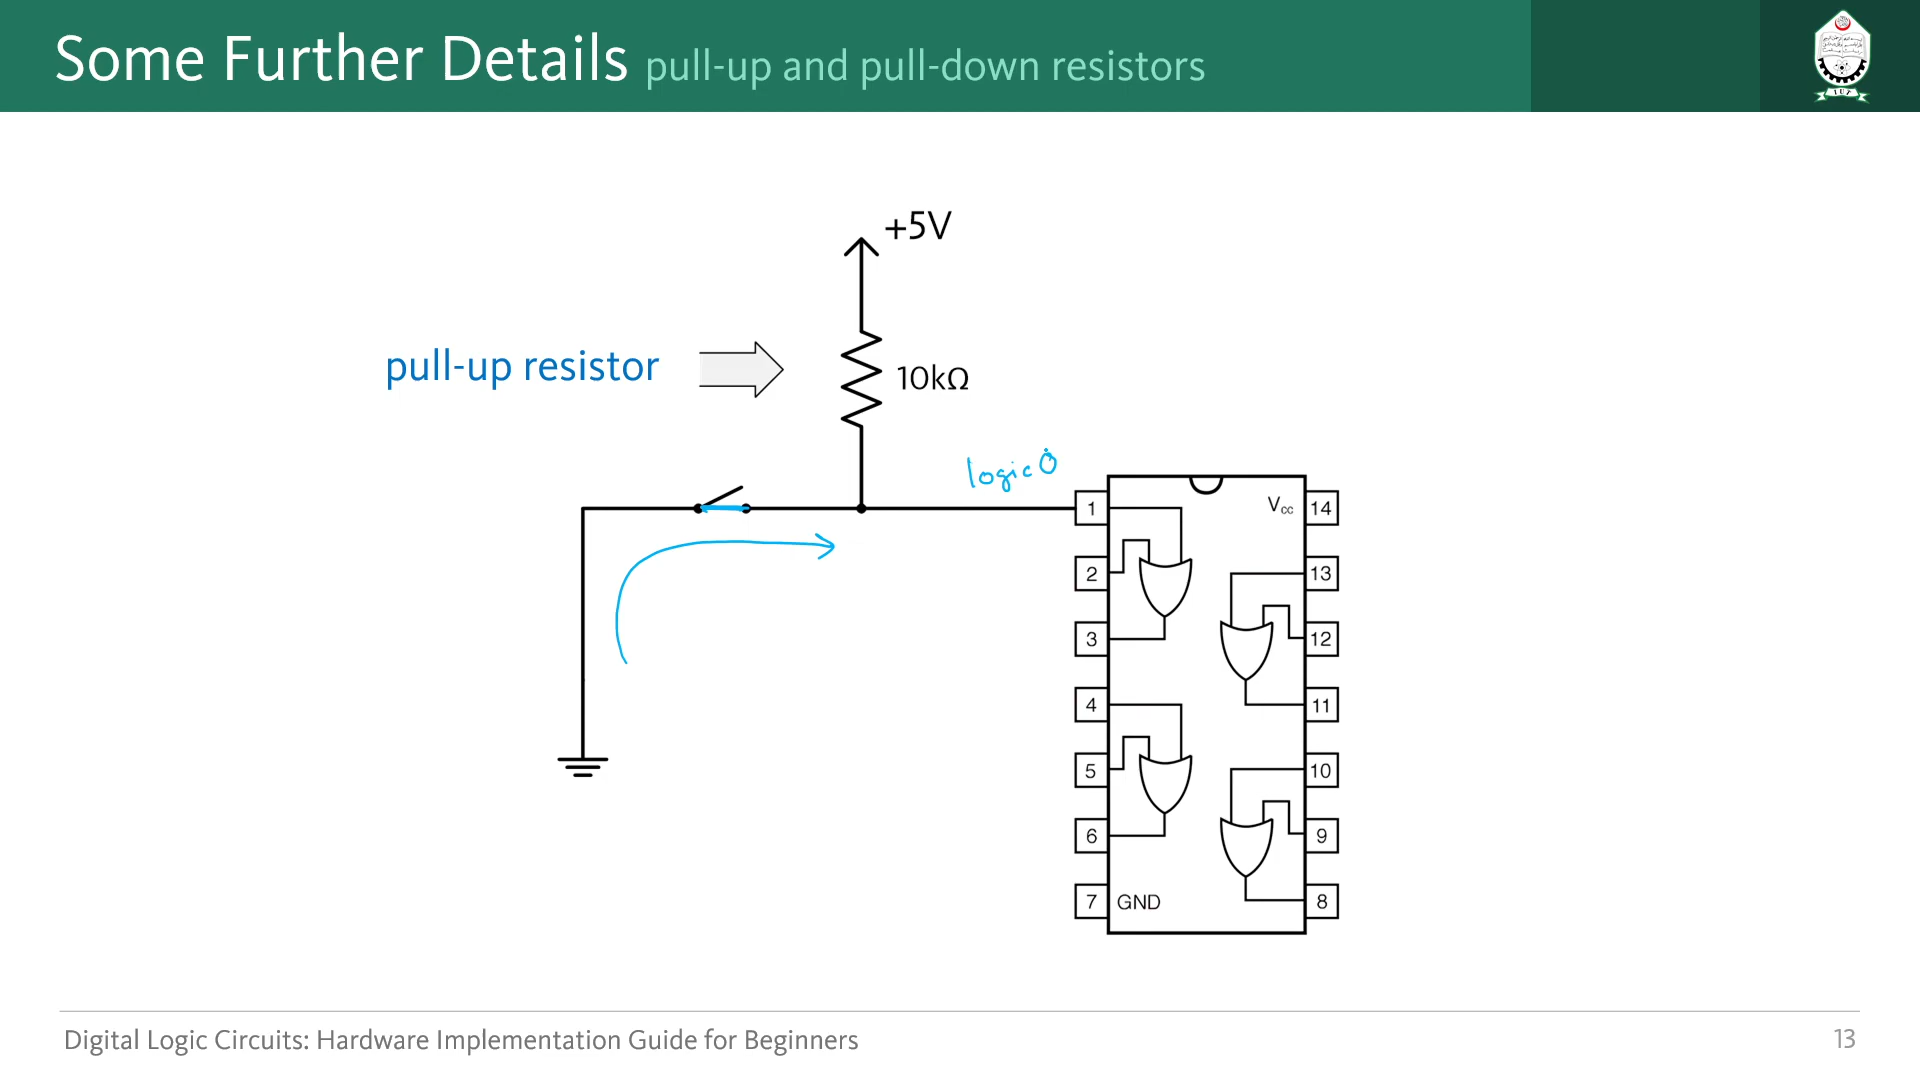 Some Further Details pull-up and pull-down resistors
+5V
pull-up resistor
10kΩ
logic 0
1
Vcc
14
2
13
3
12
4
11
5
10
6
9
7
GND
8
IUT
Digital Logic Circuits: Hardware Implementation Guide for Beginners
13